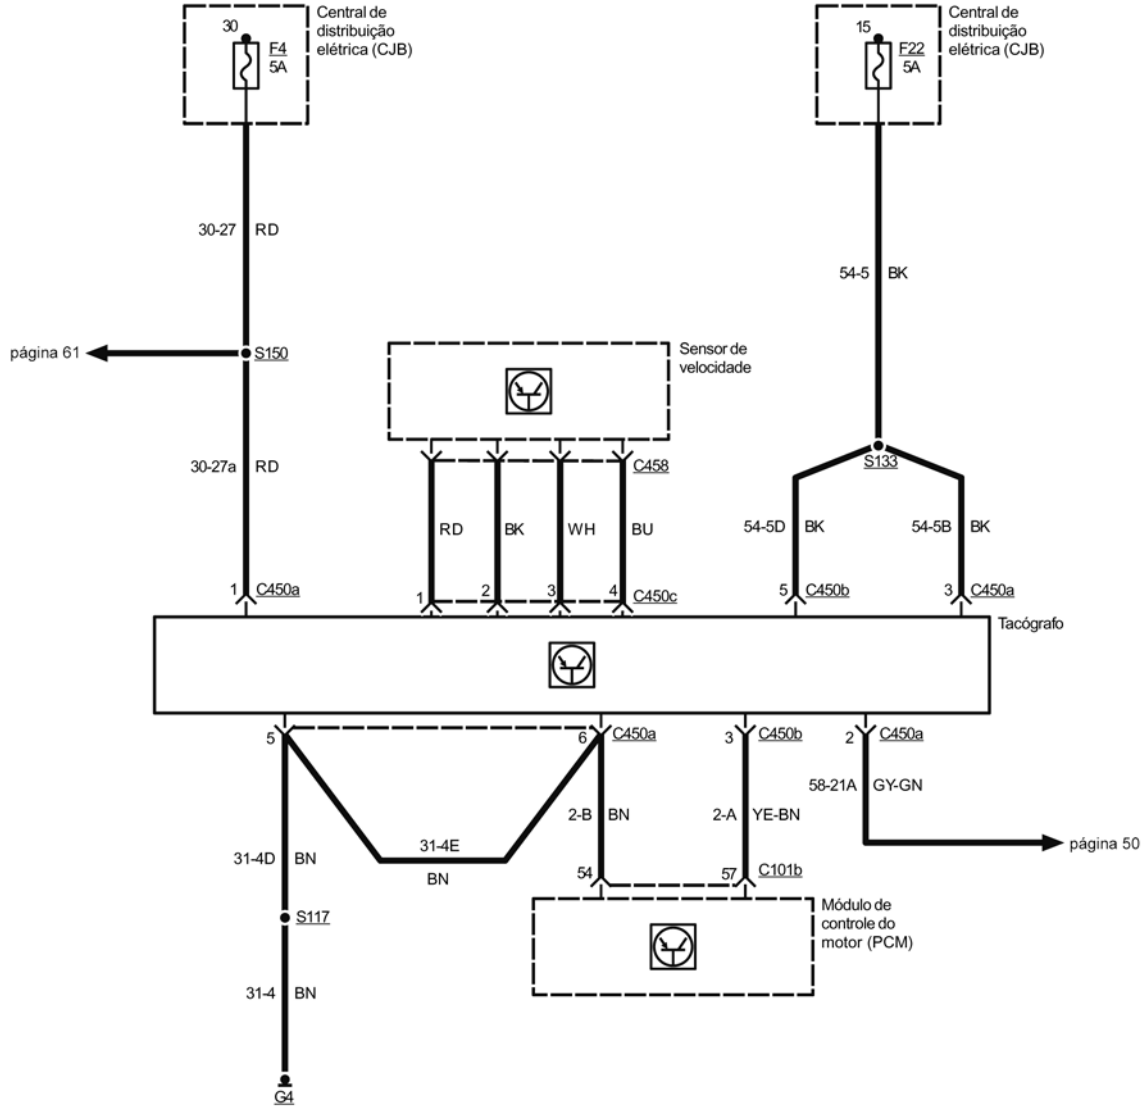 30
F4
5A
Central de
distribuição
elétrica (CJB)
15
F22
5A
Central de
distribuição
elétrica (CJB)
30-27 RD
54-5 BK
página 61
S150
Sensor de
velocidade
30-27a RD
C458
S133
RD BK WH BU
54-5D BK
54-5B BK
1 C450a
1 2 3 4 C450c
5 C450b
3 C450a
Tacógrafo
5
6 C450a
3 C450b
2 C450a
58-21A GY-GN
2-B BN
2-A YE-BN
página 50
31-4E
BN
31-4D BN
54
57 C101b
S117
Módulo de
controle do
motor (PCM)
31-4 BN
G4